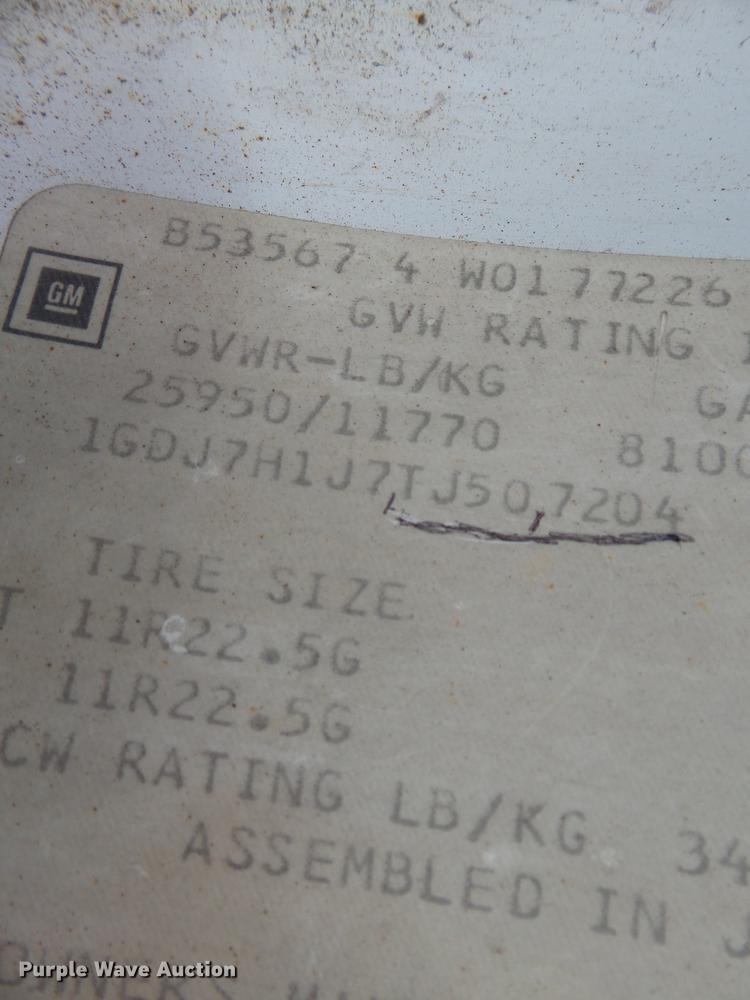 B53567 4 W0177226
GM
GVW RATING
GVWR-LB/KG
25950/11770 8100
1GDJ7H1J7TJ507204
TIRE SIZE
11R22.5G
11R22.5G
CW RATING LB/KG 34
ASSEMBLED IN J
Purple Wave Auction